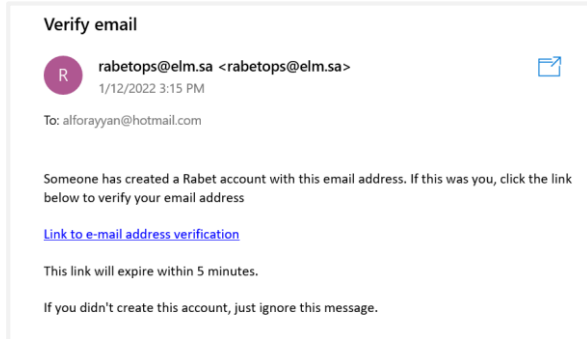 Verify email
R
rabetops@elm.sa <rabetops@elm.sa>
1/12/2022 3:15 PM
To: alforayyan@hotmail.com
Someone has created a Rabet account with this email address. If this was you, click the link
below to verify your email address
Link to e-mail address verification
This link will expire within 5 minutes.
If you didn't create this account, just ignore this message.